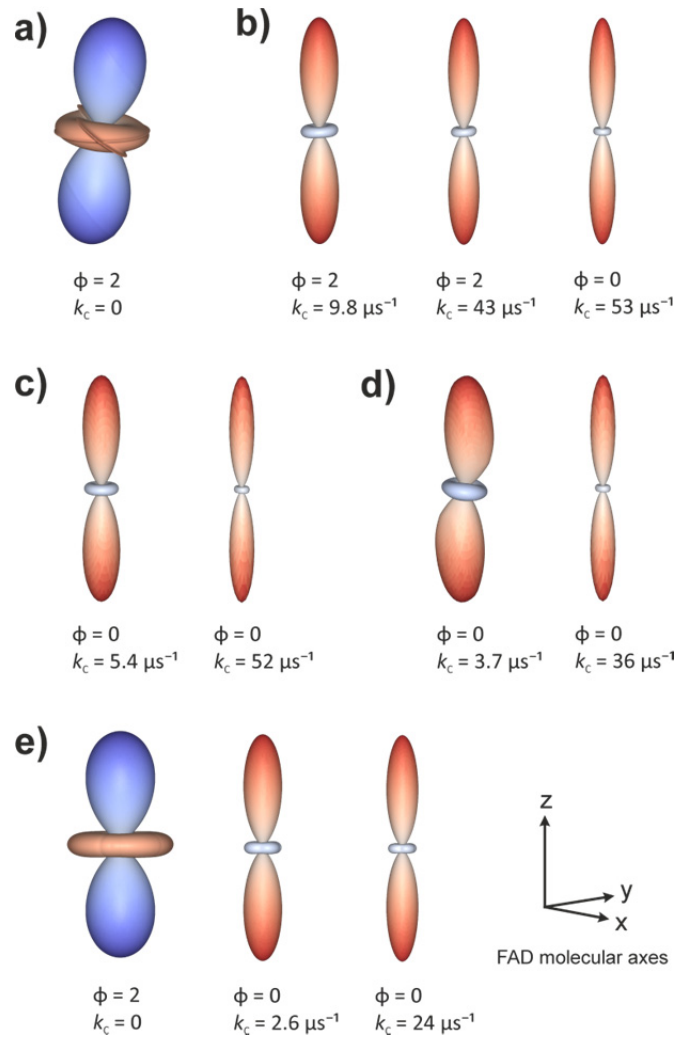 a)
b)
ϕ = 2
k_c = 0
ϕ = 2
k_c = 9.8 μs⁻¹
ϕ = 2
k_c = 43 μs⁻¹
ϕ = 0
k_c = 53 μs⁻¹
c)
d)
ϕ = 0
k_c = 5.4 μs⁻¹
ϕ = 0
k_c = 52 μs⁻¹
ϕ = 0
k_c = 3.7 μs⁻¹
ϕ = 0
k_c = 36 μs⁻¹
e)
ϕ = 2
k_c = 0
ϕ = 0
k_c = 2.6 μs⁻¹
ϕ = 0
k_c = 24 μs⁻¹
z
y
x
FAD molecular axes